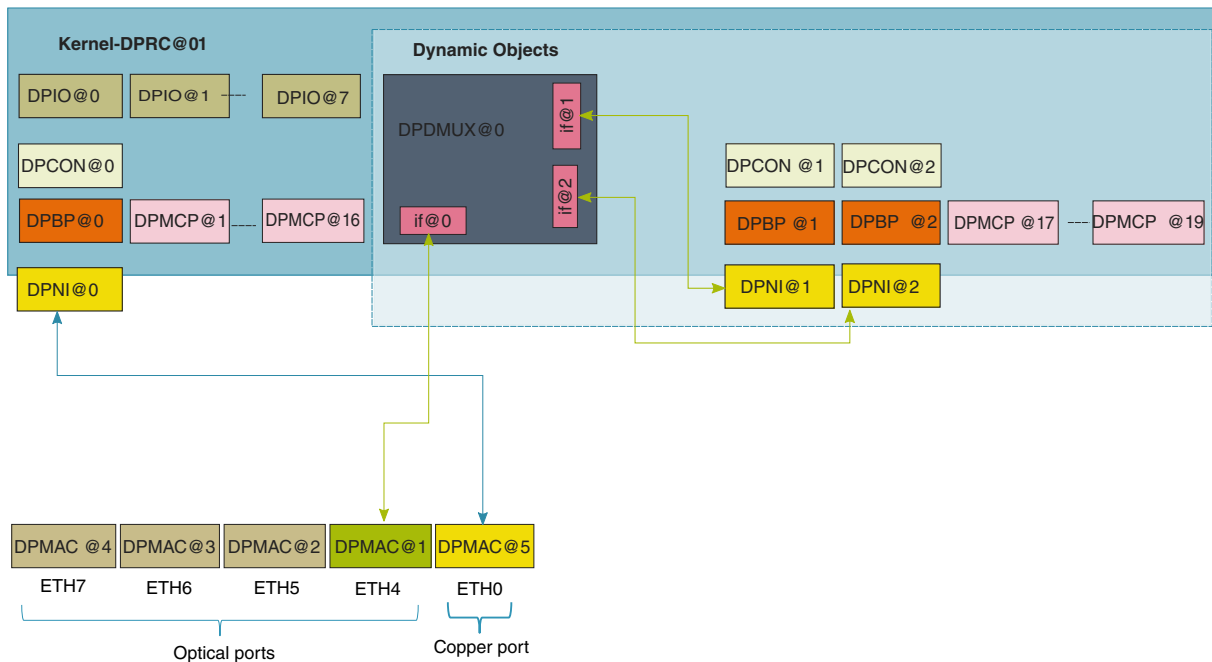 Kernel-DPRC@01
Dynamic Objects
DPIO@0
DPIO@1
DPIO@7
DPDMUX@0
if@1
if@2
if@0
DPCON@0
DPBP@0
DPMCP@1
DPMCP@16
DPNI@0
DPCON @1
DPCON@2
DPBP @1
DPBP @2
DPMCP @17
DPMCP @19
DPNI@1
DPNI@2
DPMAC @4
DPMAC@3
DPMAC@2
DPMAC@1
DPMAC@5
ETH7
ETH6
ETH5
ETH4
ETH0
Optical ports
Copper port